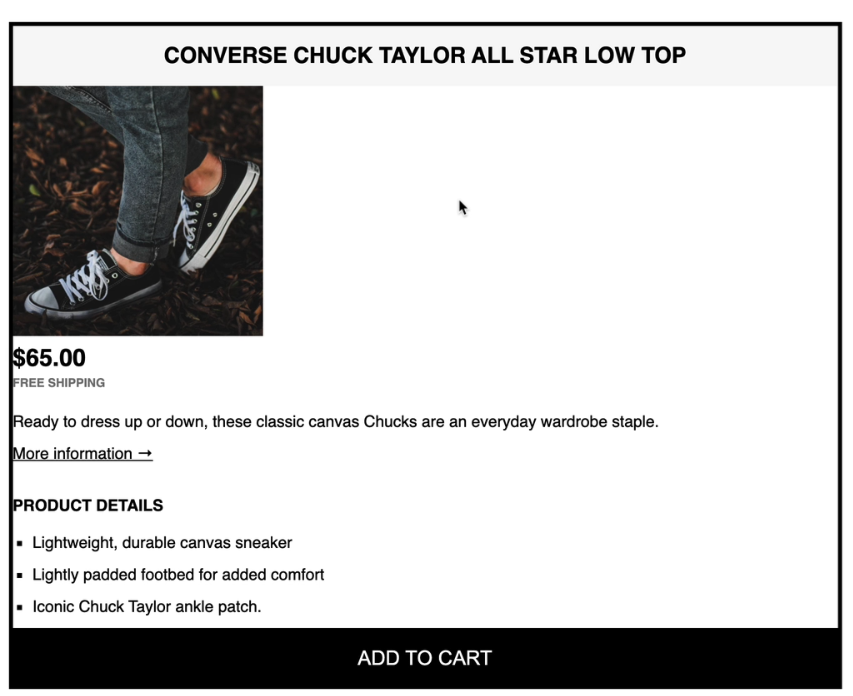 CONVERSE CHUCK TAYLOR ALL STAR LOW TOP
$65.00
FREE SHIPPING
Ready to dress up or down, these classic canvas Chucks are an everyday wardrobe staple.
More information →
PRODUCT DETAILS
▪ Lightweight, durable canvas sneaker
▪ Lightly padded footbed for added comfort
▪ Iconic Chuck Taylor ankle patch.
ADD TO CART